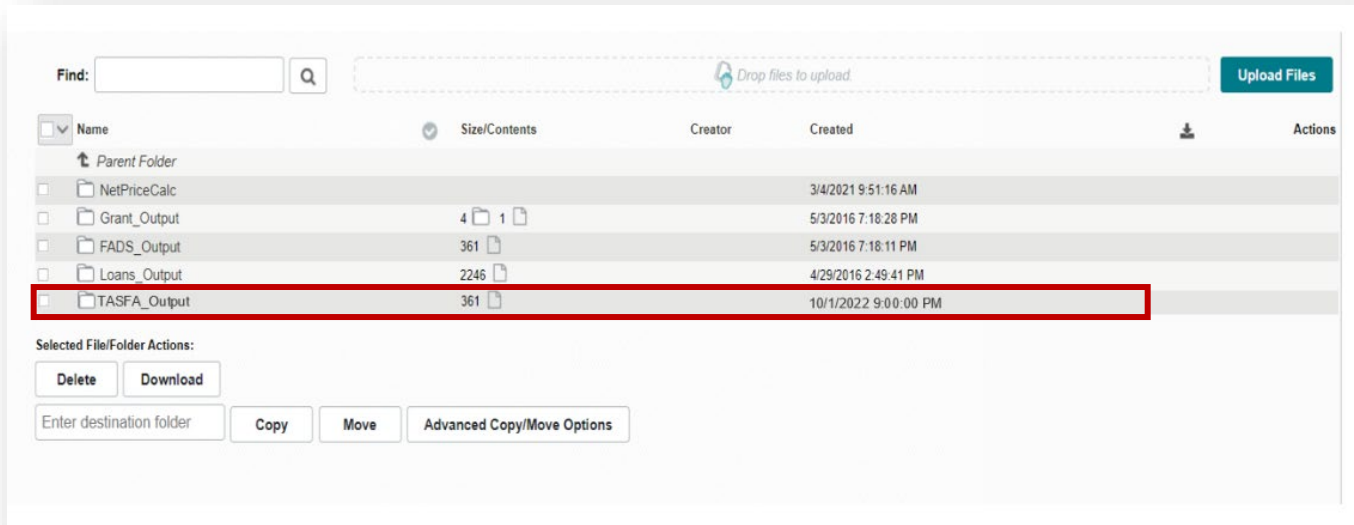 Find: Drop files to upload. Upload Files
Name Size/Contents Creator Created Actions
Parent Folder
NetPriceCalc 3/4/2021 9:51:16 AM
Grant_Output 4 1 5/3/2016 7:18:28 PM
FADS_Output 361 5/3/2016 7:18:11 PM
Loans_Output 2246 4/29/2016 2:49:41 PM
TASFA_Output 361 10/1/2022 9:00:00 PM
Selected File/Folder Actions:
Delete Download
Enter destination folder Copy Move Advanced Copy/Move Options